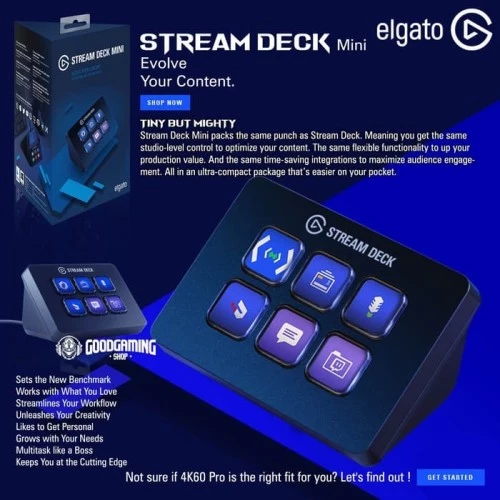 STREAM DECK Mini
elgato
Evolve
Your Content.
SHOP NOW
TINY BUT MIGHTY
Stream Deck Mini packs the same punch as Stream Deck. Meaning you get the same
studio-level control to optimize your content. The same flexible functionality to up your
production value. And the same time-saving integrations to maximize audience engage-
ment. All in an ultra-compact package that's easier on your pocket.
STREAM DECK MINI
elgato
STREAM DECK
STREAM DECK
GOODGAMING
SHOP
Sets the New Benchmark
Works with What You Love
Streamlines Your Workflow
Unleashes Your Creativity
Likes to Get Personal
Grows with Your Needs
Multitask like a Boss
Keeps You at the Cutting Edge
Not sure if 4K60 Pro is the right fit for you? Let's find out !
GET STARTED